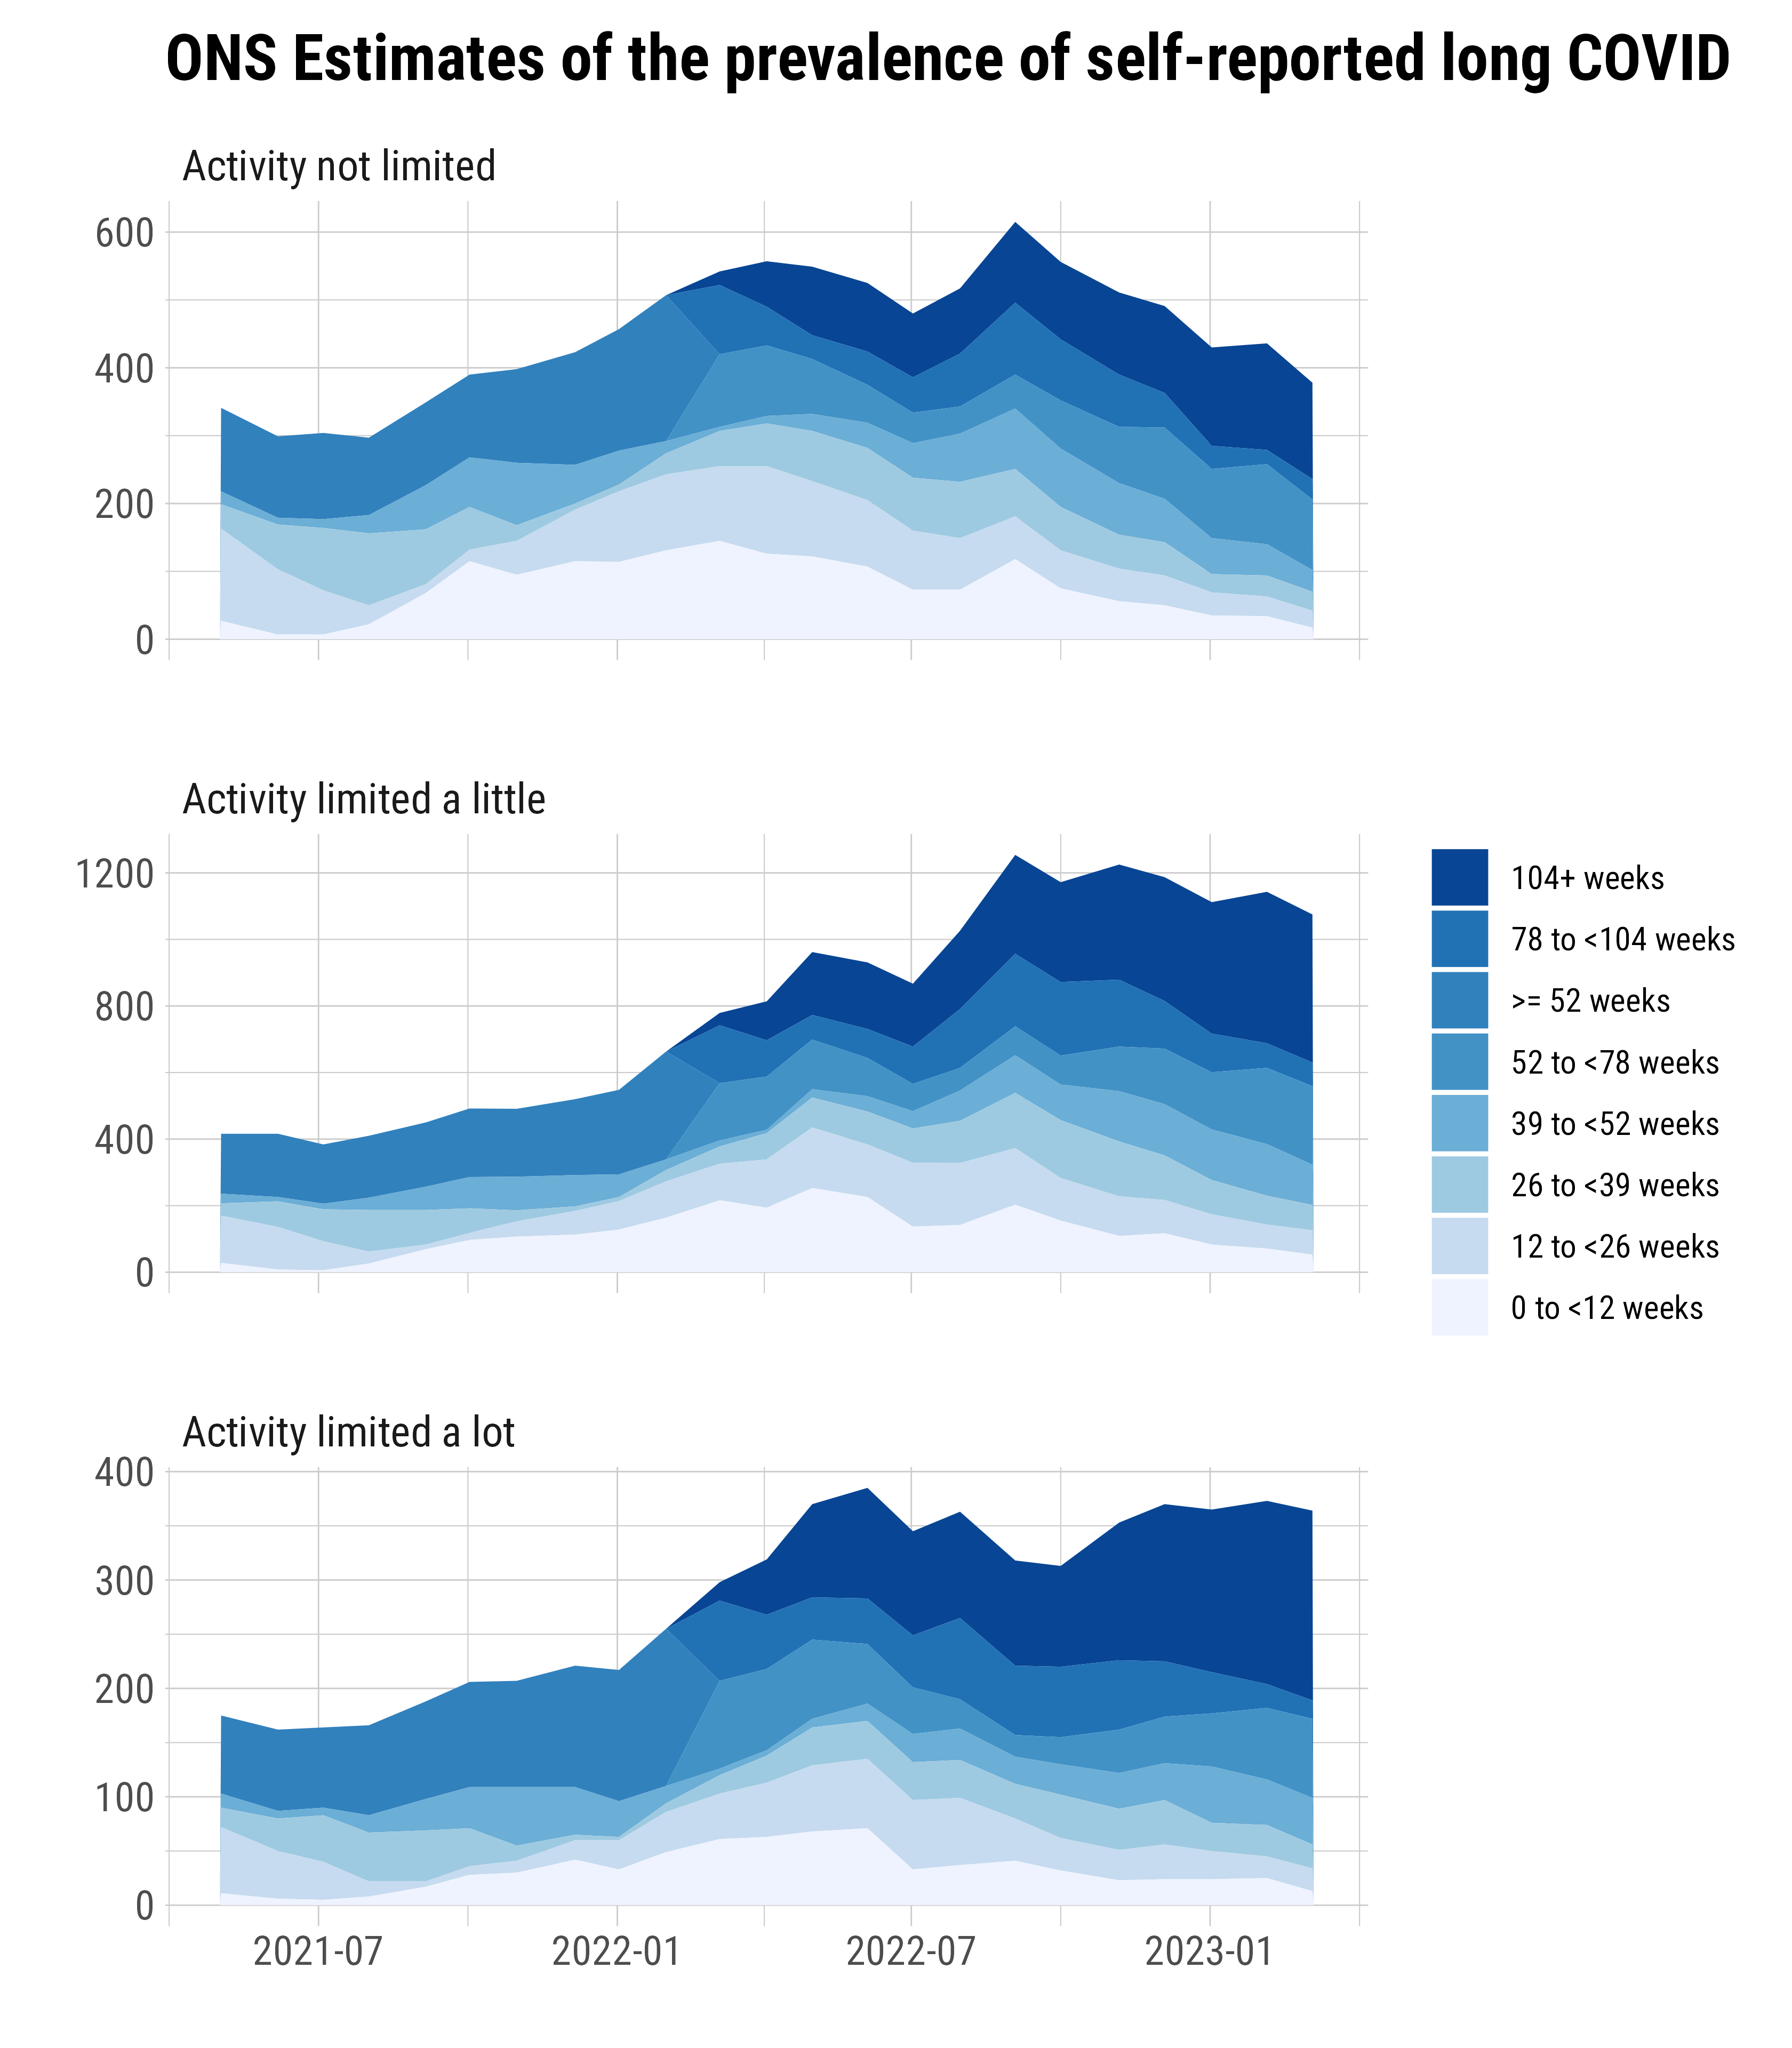 ONS Estimates of the prevalence of self-reported long COVID
Activity not limited
600
400
200
0
Activity limited a little
1200
800
400
0
104+ weeks
78 to <104 weeks
>= 52 weeks
52 to <78 weeks
39 to <52 weeks
26 to <39 weeks
12 to <26 weeks
0 to <12 weeks
Activity limited a lot
400
300
200
100
0
2021-07 2022-01 2022-07 2023-01